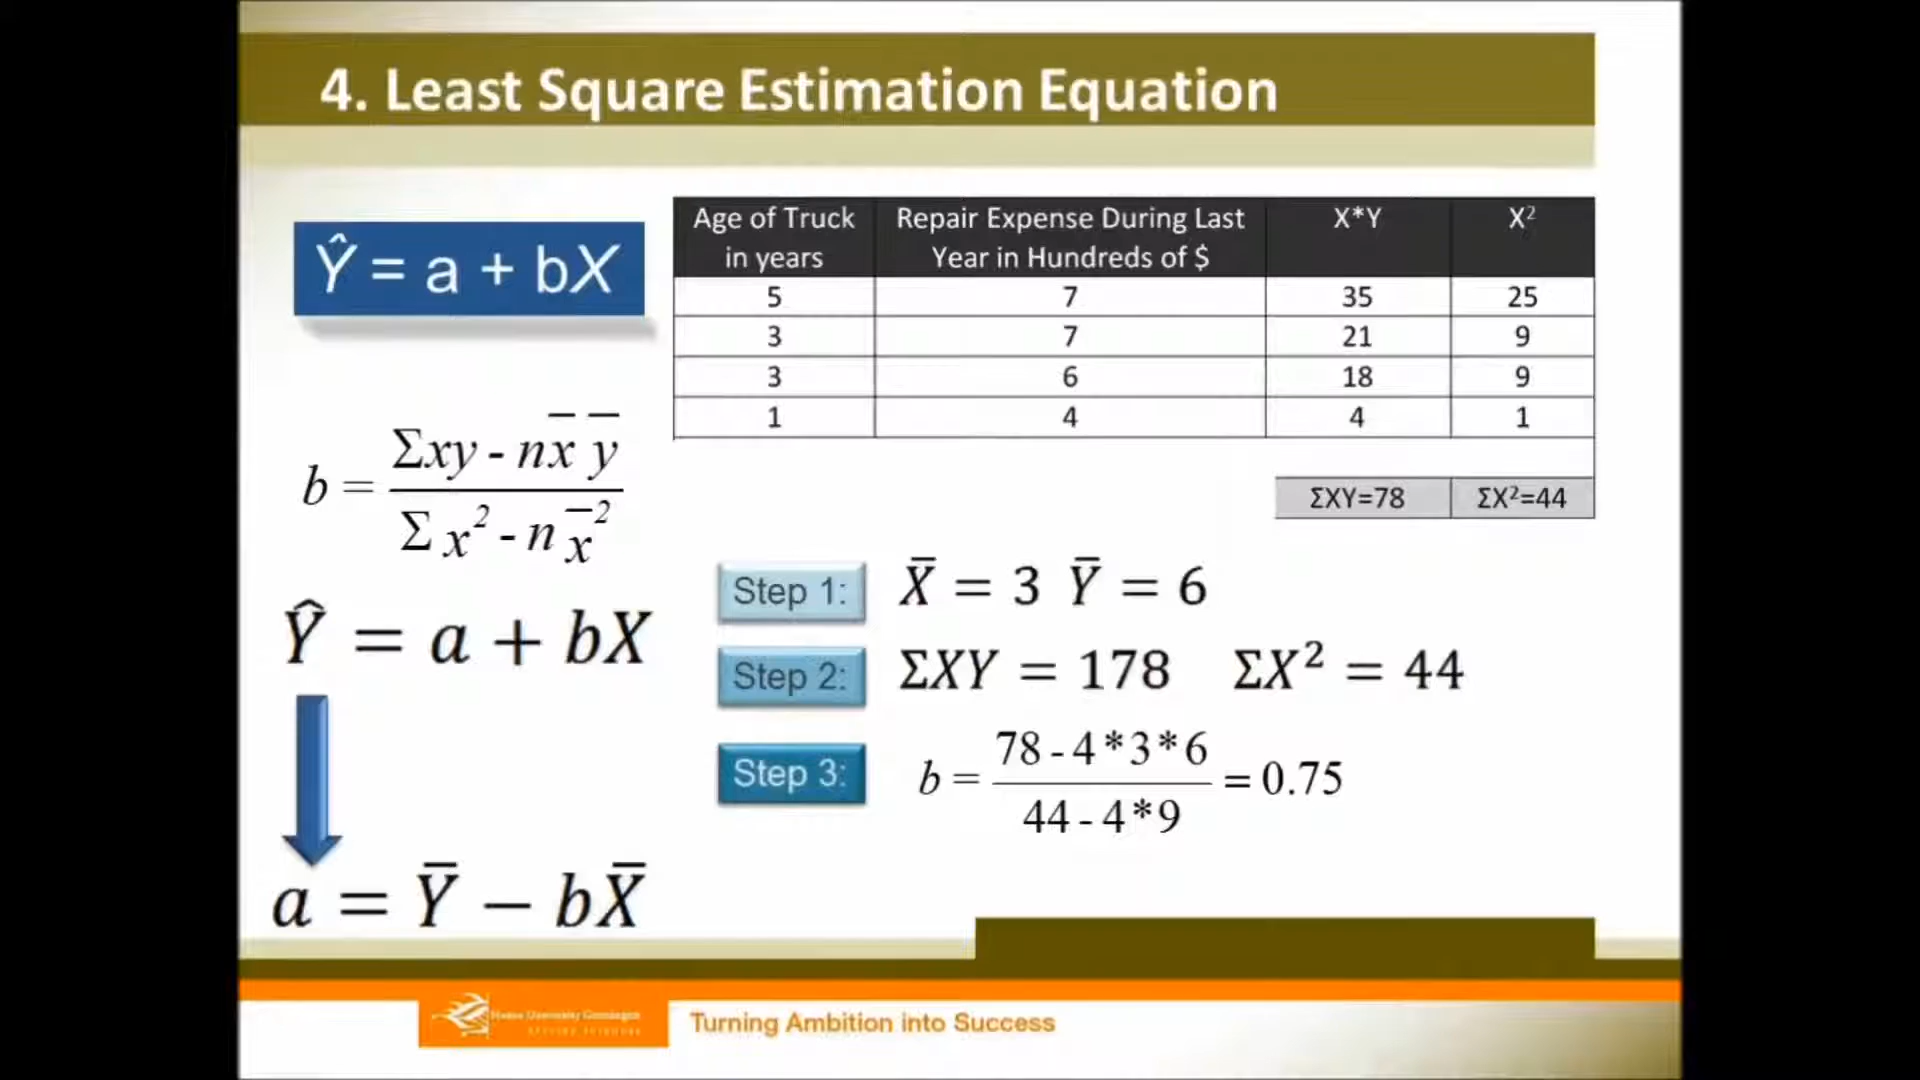 4. Least Square Estimation Equation
Ŷ = a + bX
Age of Truck in years | Repair Expense During Last Year in Hundreds of $ | X*Y | X²
5 | 7 | 35 | 25
3 | 7 | 21 | 9
3 | 6 | 18 | 9
1 | 4 | 4 | 1
ΣXY=78 | ΣX²=44
b = (Σxy - nx̄ ȳ) / (Σx² - nx̄²)
Ŷ = a + bX
a = Ȳ − bX̄
Step 1: X̄ = 3 Ȳ = 6
Step 2: ΣXY = 178 ΣX² = 44
Step 3: b = (78 - 4*3*6) / (44 - 4*9) = 0.75
Turning Ambition into Success